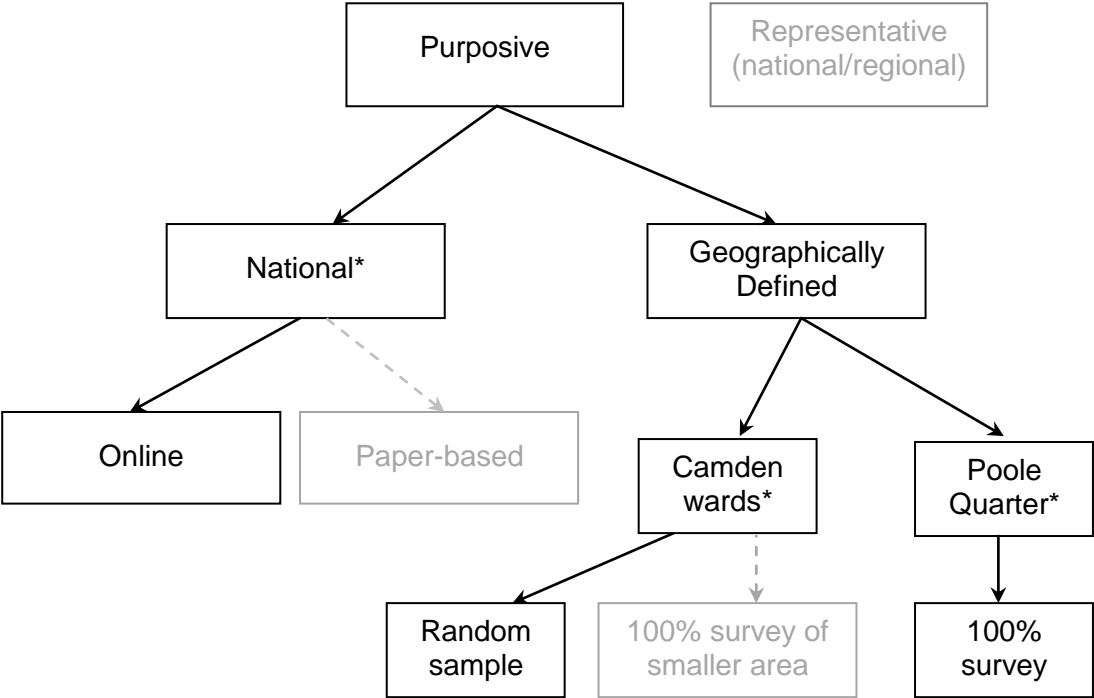 Purposive
Representative
(national/regional)
National*
Geographically
Defined
Online
Paper-based
Camden
wards*
Poole
Quarter*
Random
sample
100% survey of
smaller area
100%
survey